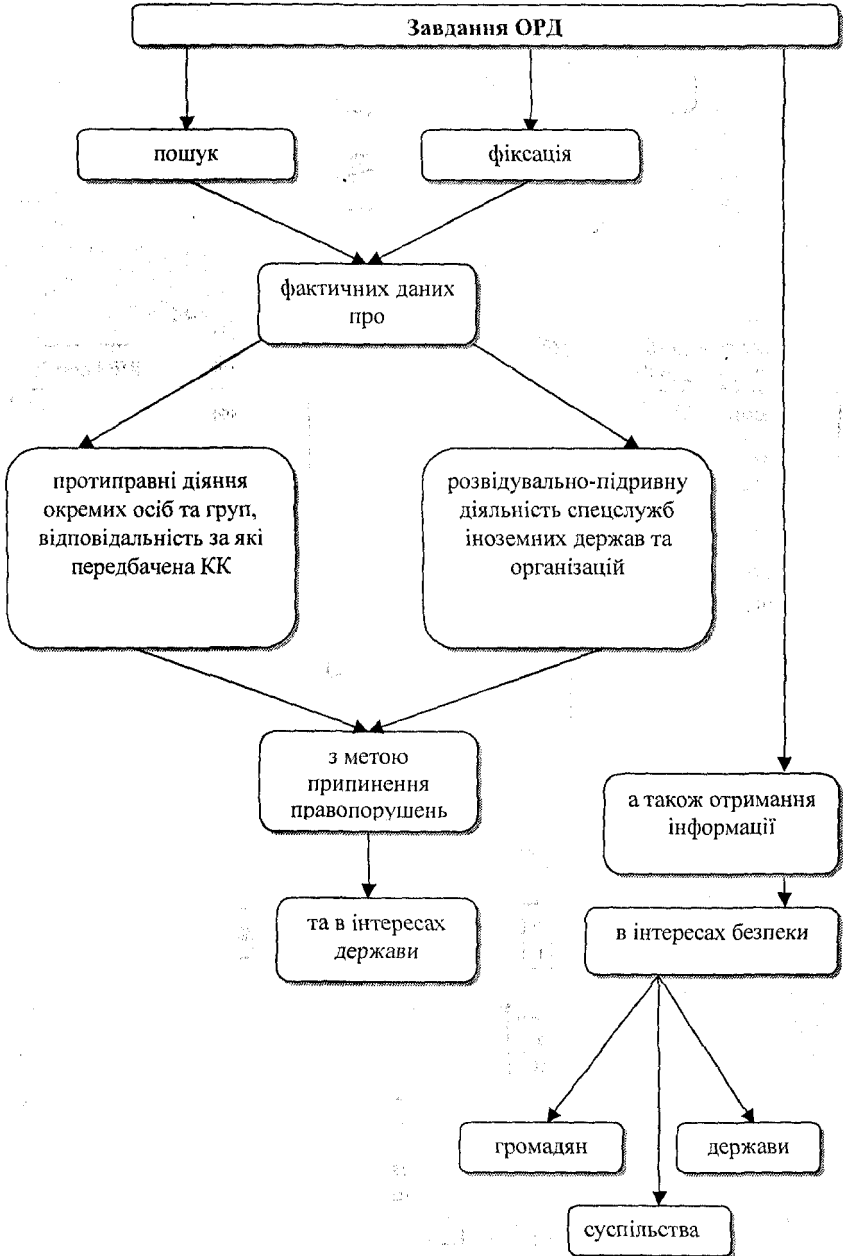 Завдання ОРД
пошук
фіксація
фактичних даних
про
протиправні діяння
окремих осіб та груп,
відповідальність за які
передбачена КК
розвідувально-підривну
діяльність спецслужб
іноземних держав та
організацій
з метою
припинення
правопорушень
а також отримання
інформації
та в інтересах
держави
в інтересах безпеки
громадян
держави
суспільства